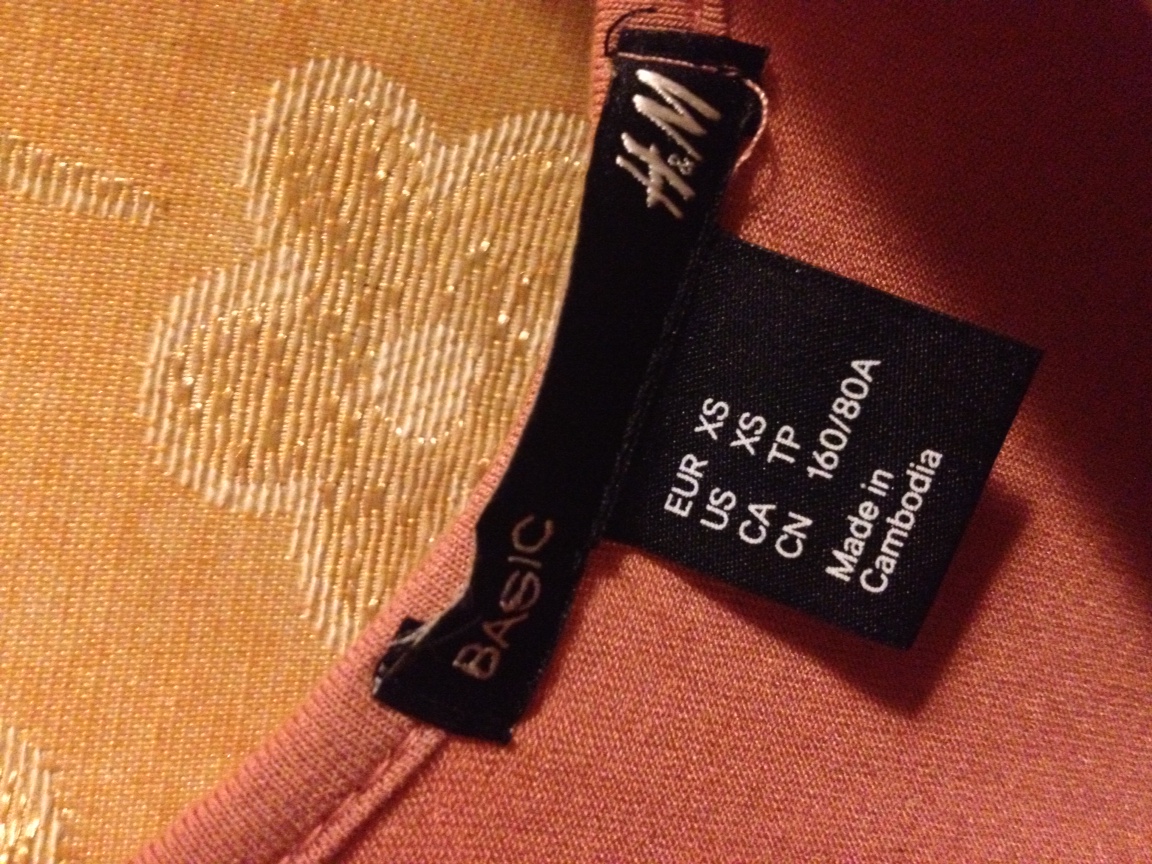 H&M
BASIC
EUR XS
US XS
CA TP
CN 160/80A
Made in
Cambodia